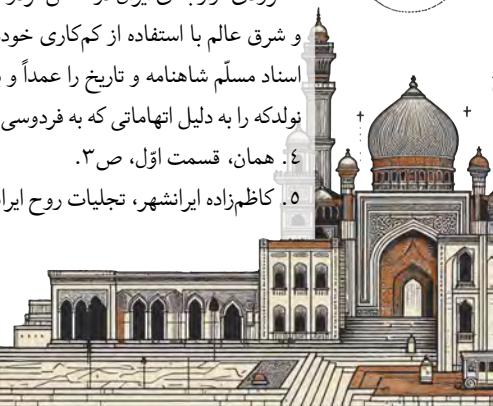 و شرق عالم با استفاده از کم‌کاری خود
اسناد مسلّم شاهنامه و تاریخ را عمداً و
نولدکه را به دلیل اتهاماتی که به فردوسی
٤. همان، قسمت اوّل، ص٣.
٥. کاظم‌زاده ایرانشهر، تجلیات روح ایرا